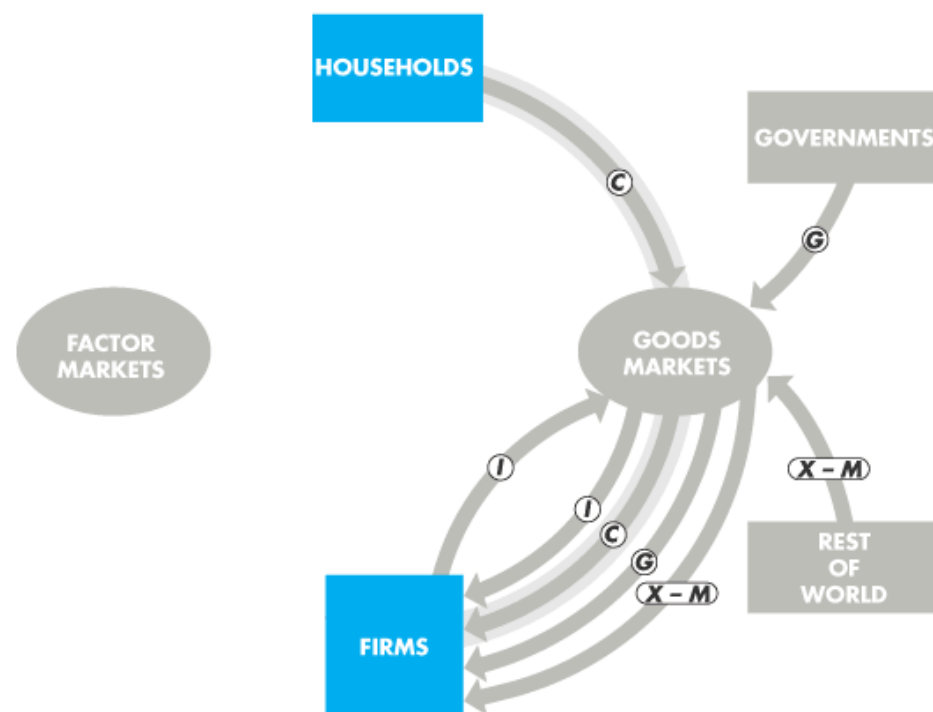 HOUSEHOLDS
GOVERNMENTS
C
G
FACTOR
MARKETS
GOODS
MARKETS
I
X – M
I
C
G
X – M
REST
OF
WORLD
FIRMS